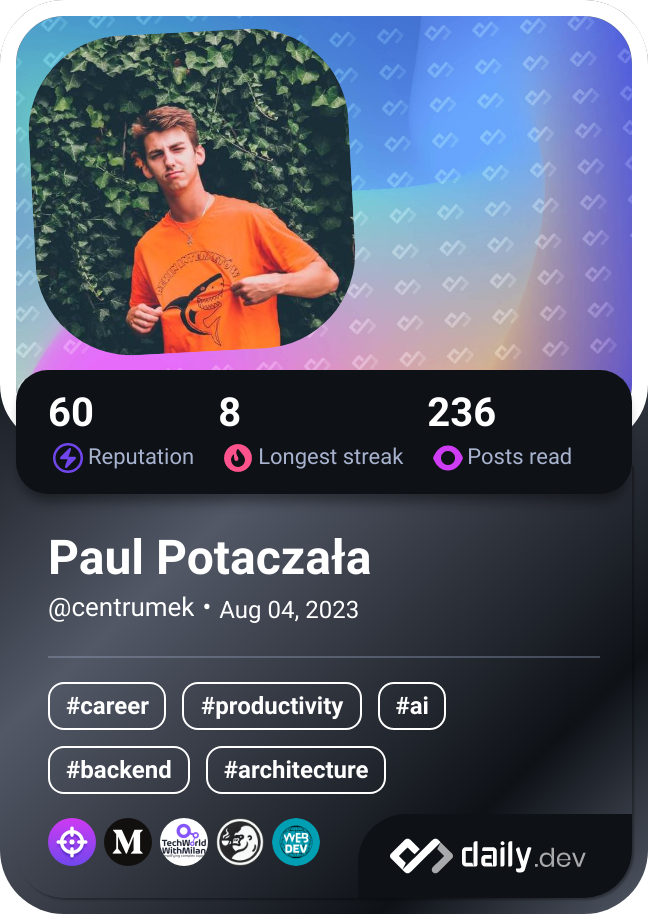 60 8 236
Reputation Longest streak Posts read
Paul Potaczała
@centrumek • Aug 04, 2023
#career #productivity #ai
#backend #architecture
M
TechWorld
WithMilan
WEB
DEV
daily.dev